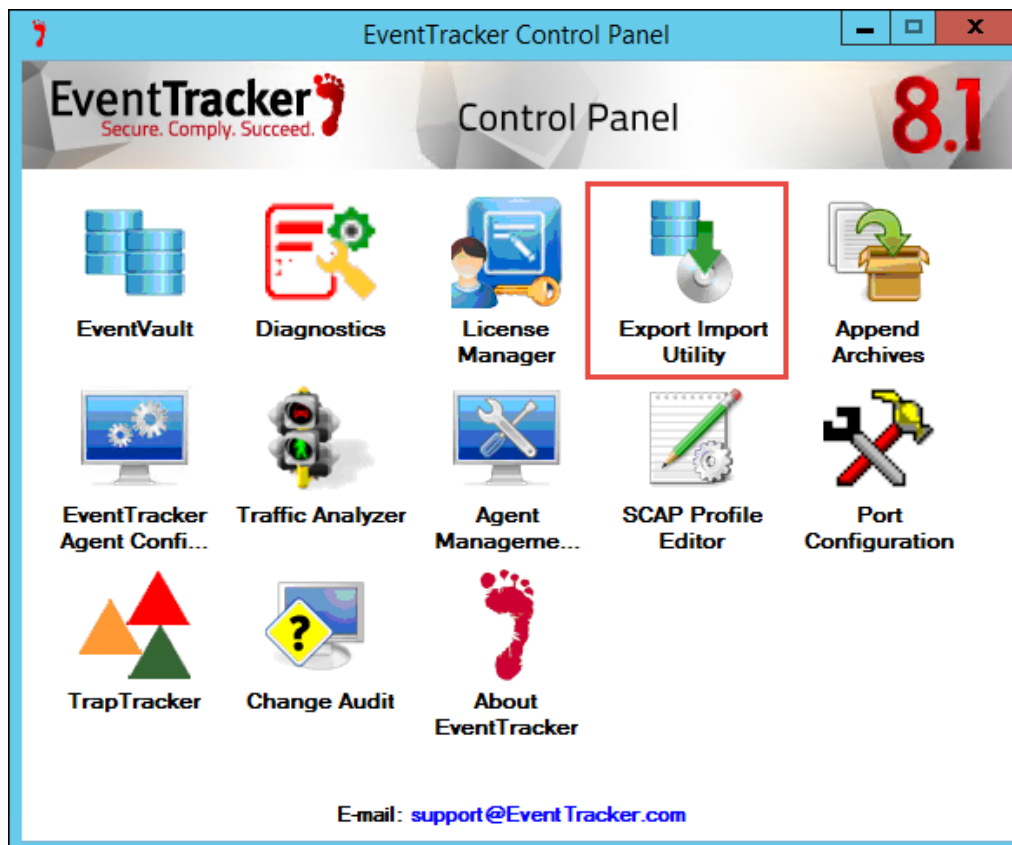 EventTracker Control Panel
X
EventTracker
Secure. Comply. Succeed.
Control Panel
8.1
EventVault
Diagnostics
License
Manager
Export Import
Utility
Append
Archives
EventTracker
Agent Confi...
Traffic Analyzer
Agent
Manageme...
SCAP Profile
Editor
Port
Configuration
TrapTracker
?
Change Audit
About
EventTracker
E-mail: support@EventTracker.com